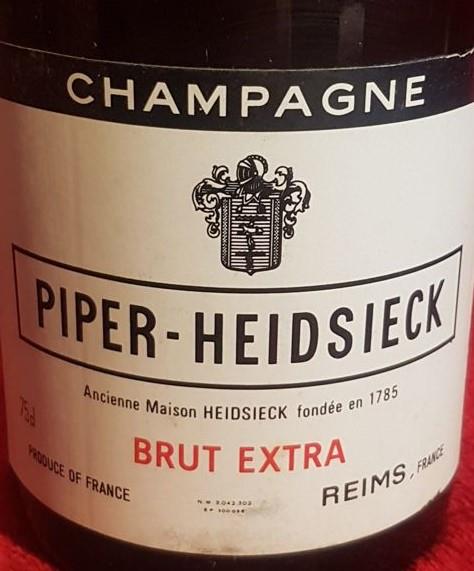 CHAMPAGNE
PIPER-HEIDSIECK
Ancienne Maison HEIDSIECK fondée en 1785
75cl
BRUT EXTRA
PRODUCE OF FRANCE
REIMS, FRANCE